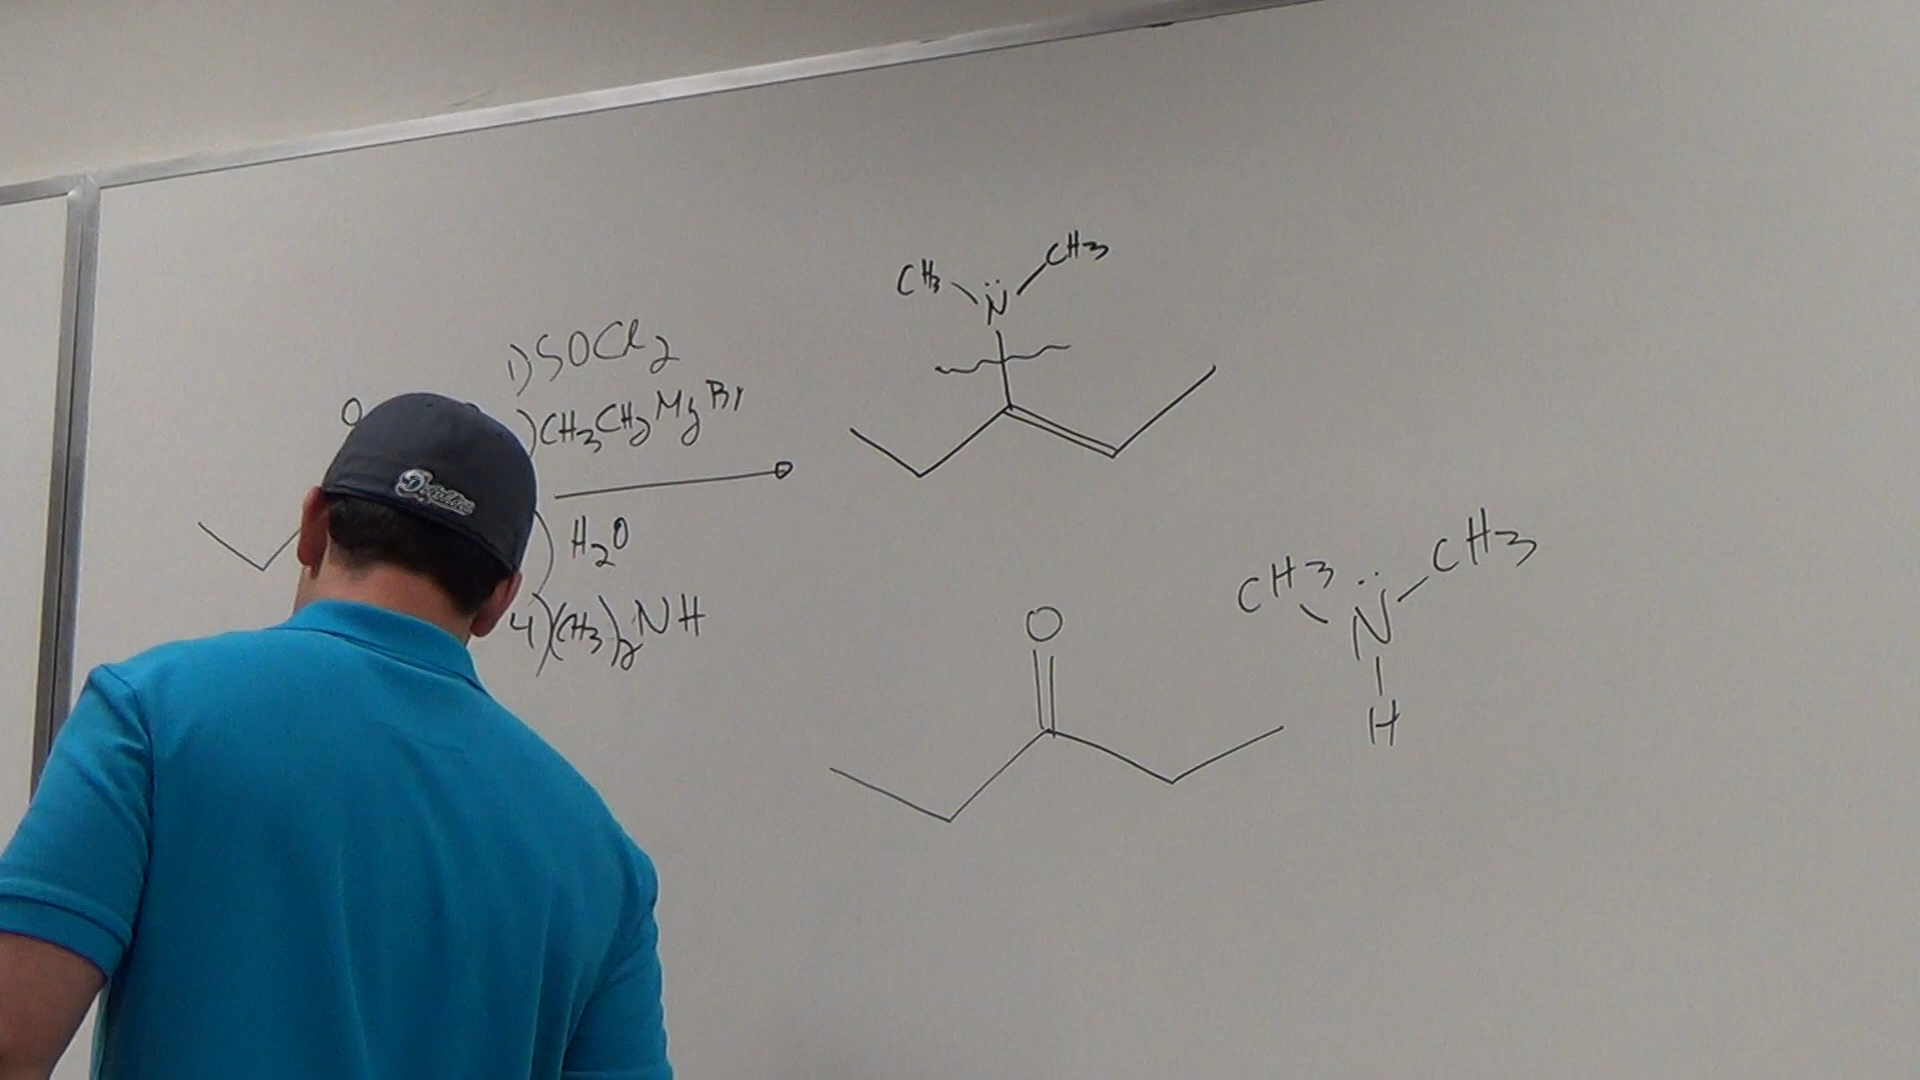 1) SOCl2
) CH3CH2MgBr
) H2O
4) (CH3)2NH
O
CH3 N CH3
O
CH3 N CH3
H